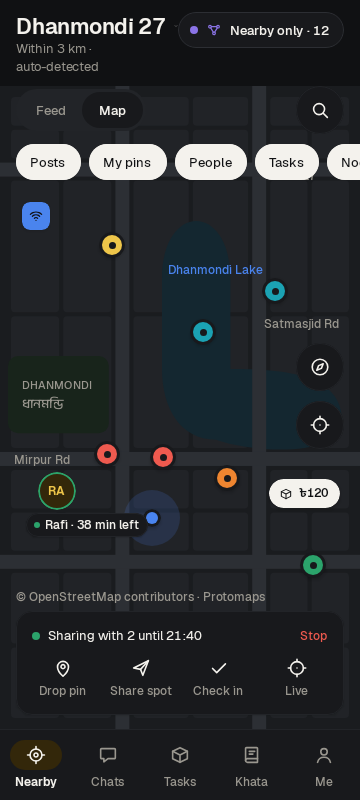 Dhanmondi 27
Within 3 km ·
auto-detected
Nearby only · 12
Feed
Map
Posts
My pins
People
Tasks
Dhanmondi Lake
Satmasjid Rd
DHANMONDI
ধানমন্ডি
Mirpur Rd
RA
Rafi · 38 min left
৳120
© OpenStreetMap contributors · Protomaps
Sharing with 2 until 21:40
Stop
Drop pin
Share spot
Check in
Live
Nearby
Chats
Tasks
Khata
Me